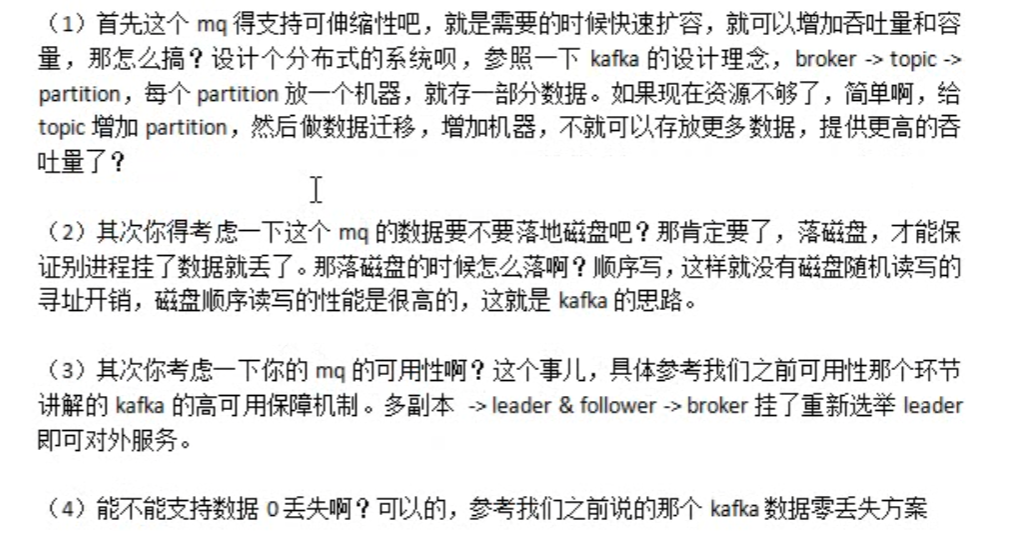 （1）首先这个 mq 得支持可伸缩性吧，就是需要的时候快速扩容，就可以增加吞吐量和容
量，那怎么搞？设计个分布式的系统呗，参照一下 kafka 的设计理念，broker -> topic ->
partition，每个 partition 放一个机器，就存一部分数据。如果现在资源不够了，简单啊，给
topic 增加 partition，然后做数据迁移，增加机器，不就可以存放更多数据，提供更高的吞
吐量了？
（2）其次你得考虑一下这个 mq 的数据要不要落地磁盘吧？那肯定要了，落磁盘，才能保
证别进程挂了数据就丢了。那落磁盘的时候怎么落啊？顺序写，这样就没有磁盘随机读写的
寻址开销，磁盘顺序读写的性能是很高的，这就是 kafka 的思路。
（3）其次你考虑一下你的 mq 的可用性啊？这个事儿，具体参考我们之前可用性那个环节
讲解的 kafka 的高可用保障机制。多副本 -> leader & follower -> broker 挂了重新选举 leader
即可对外服务。
（4）能不能支持数据 0 丢失啊？可以的，参考我们之前说的那个 kafka 数据零丢失方案